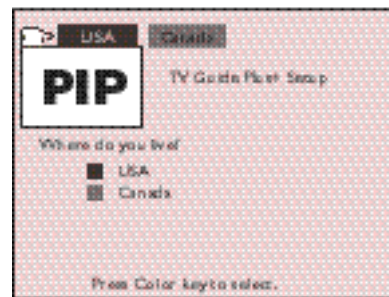 USA Canada
PIP
TV Guide Plus+ Setup
Where do you live?
USA
Canada
Press Color key to select.